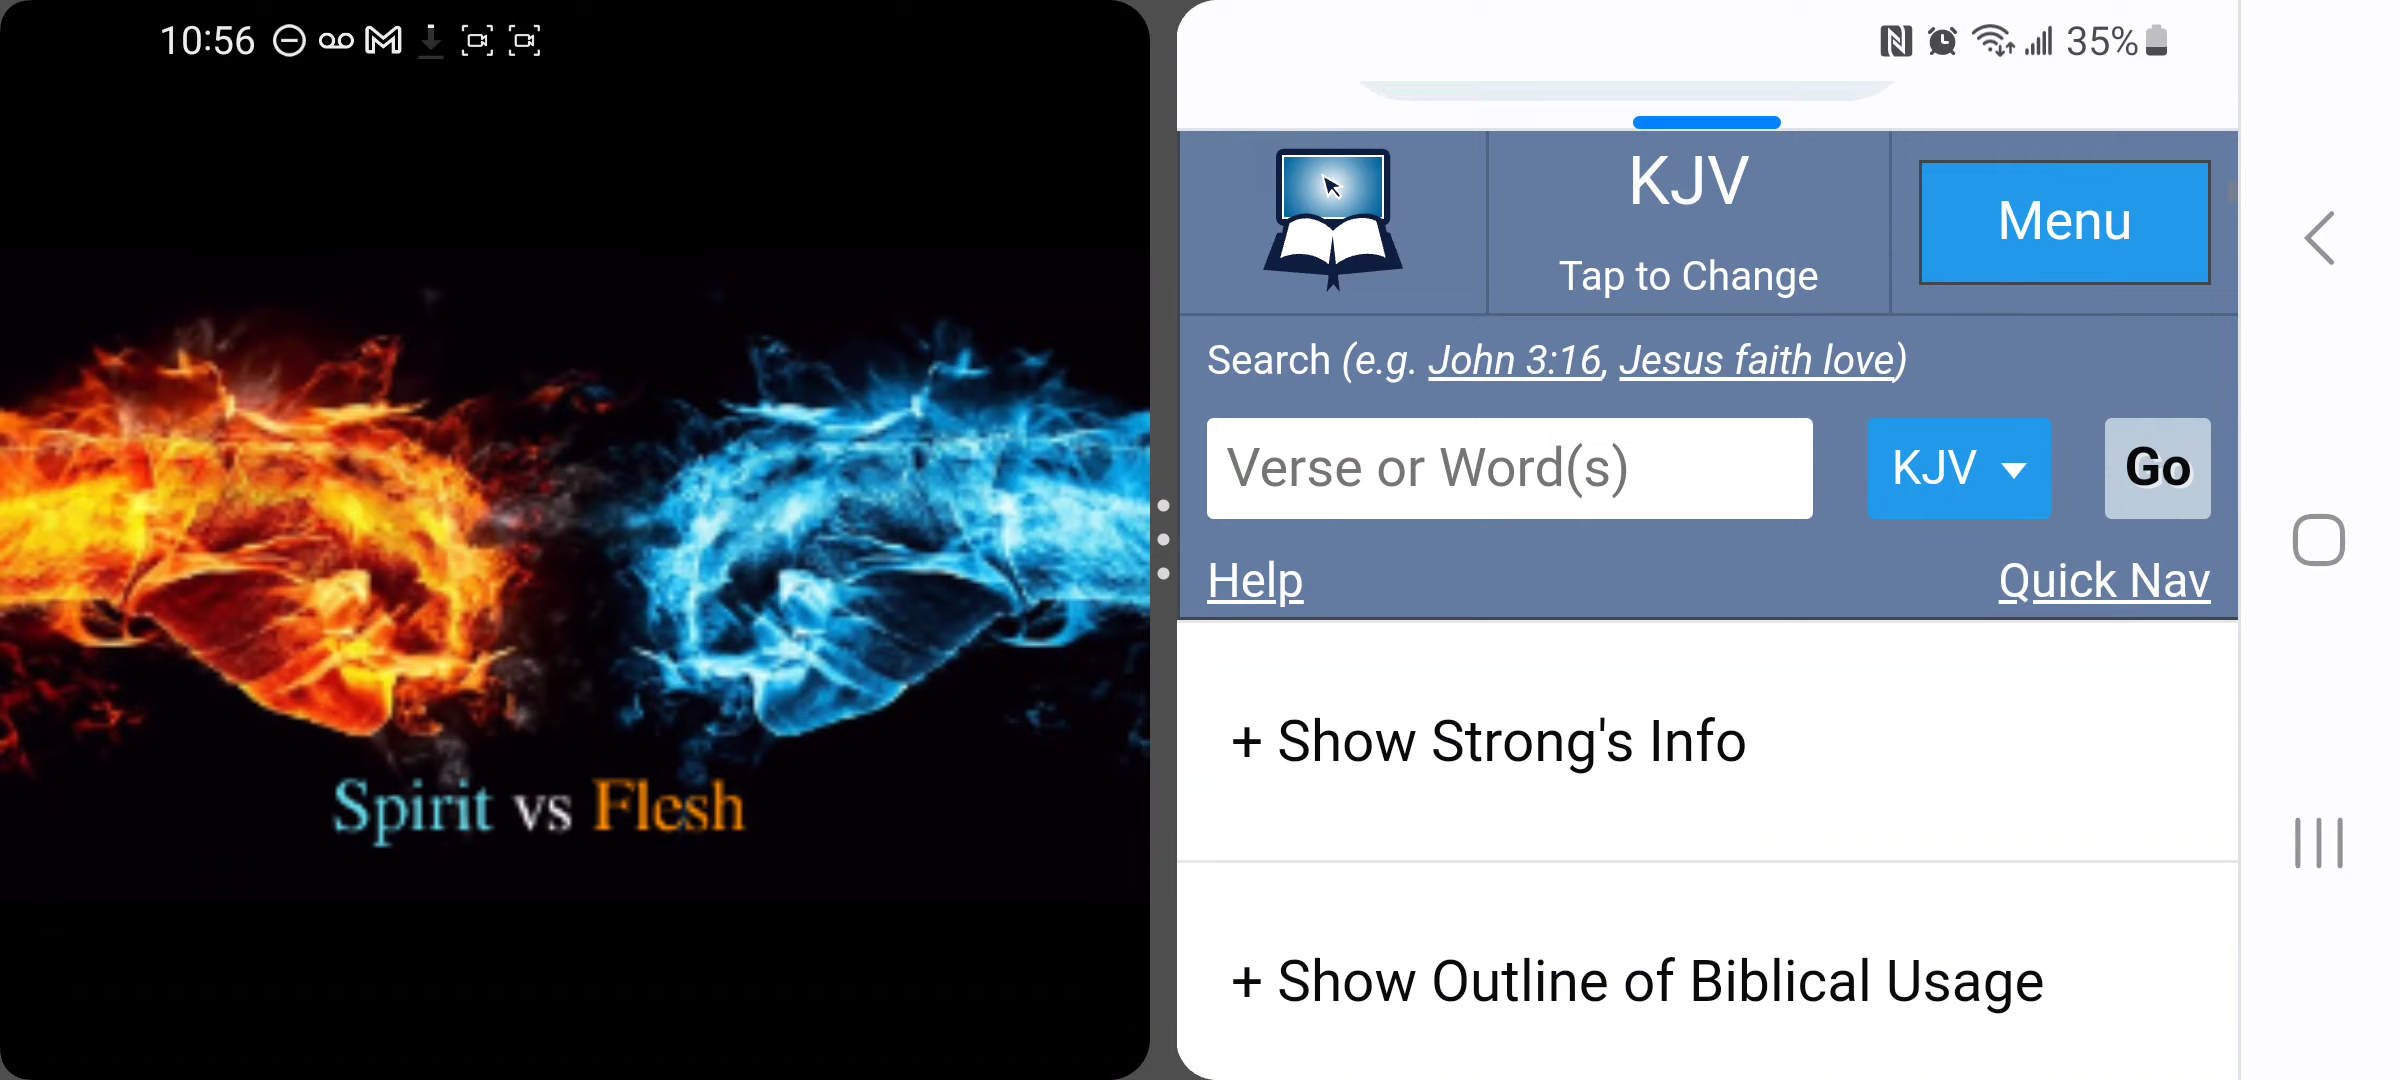 10:56
35%
Spirit vs Flesh
KJV
Tap to Change
Menu
Search (e.g. John 3:16, Jesus faith love)
Verse or Word(s)
KJV
Go
Help
Quick Nav
+ Show Strong's Info
+ Show Outline of Biblical Usage